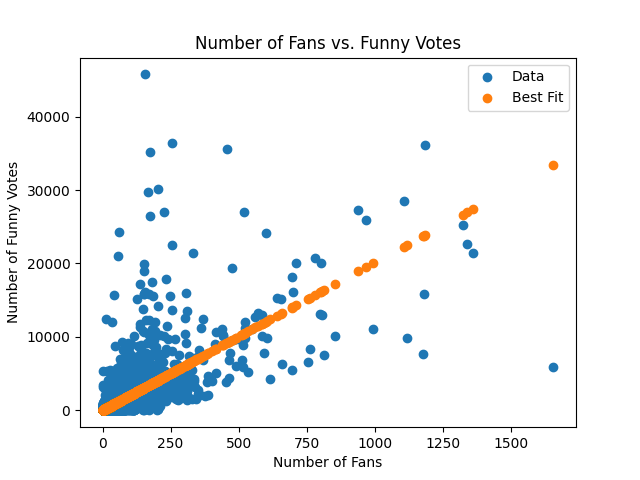 Number of Fans vs. Funny Votes
Data
Best Fit
40000
30000
20000
10000
0
Number of Funny Votes
0 250 500 750 1000 1250 1500
Number of Fans